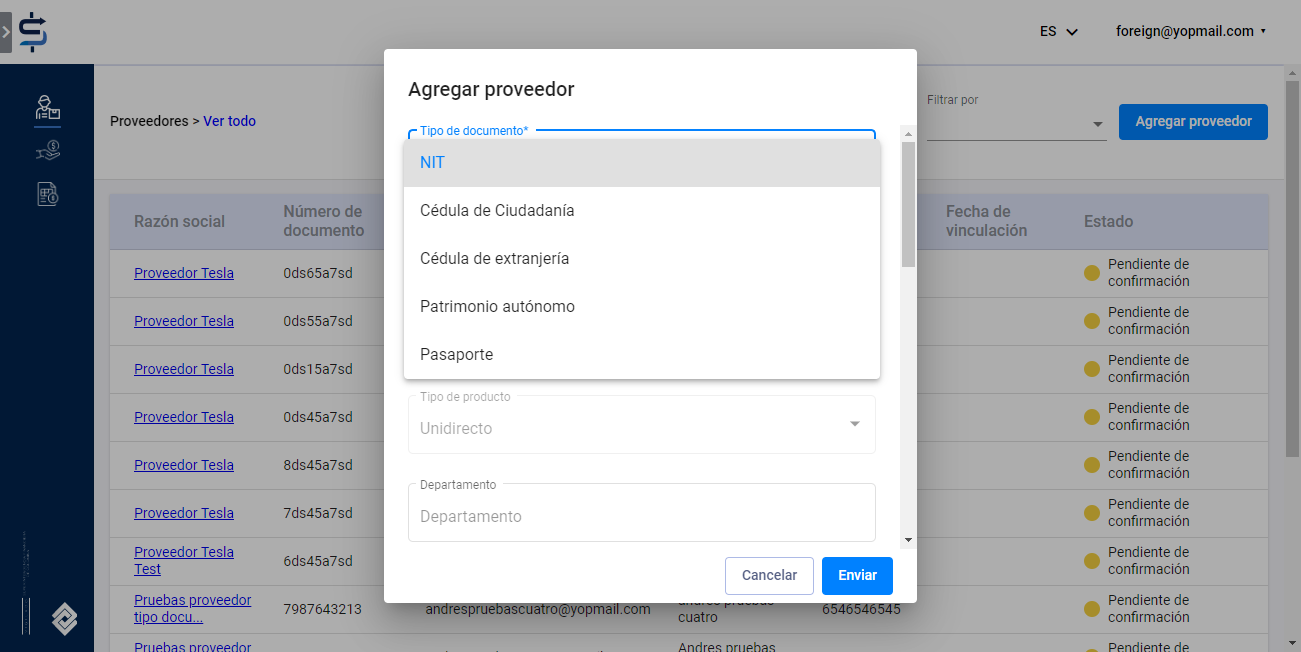 ES
foreign@yopmail.com
Agregar proveedor
Proveedores > Ver todo
Filtrar por
Agregar proveedor
Tipo de documento*
NIT
Cédula de Ciudadanía
Cédula de extranjería
Patrimonio autónomo
Pasaporte
Tipo de producto
Unidirecto
Departamento
Departamento
Cancelar
Enviar
Razón social
Número de
documento
Fecha de
vinculación
Estado
Proveedor Tesla
0ds65a7sd
Pendiente de
confirmación
Proveedor Tesla
0ds55a7sd
Pendiente de
confirmación
Proveedor Tesla
0ds15a7sd
Pendiente de
confirmación
Proveedor Tesla
0ds45a7sd
Pendiente de
confirmación
Proveedor Tesla
8ds45a7sd
Pendiente de
confirmación
Proveedor Tesla
7ds45a7sd
Pendiente de
confirmación
Proveedor Tesla
Test
6ds45a7sd
Pendiente de
confirmación
Pruebas proveedor
tipo docu...
7987643213
andrespruebascuatro@yopmail.com
andres pruebas
cuatro
6546546545
Pendiente de
confirmación
Pruebas proveedor
Andres pruebas
Pendiente de